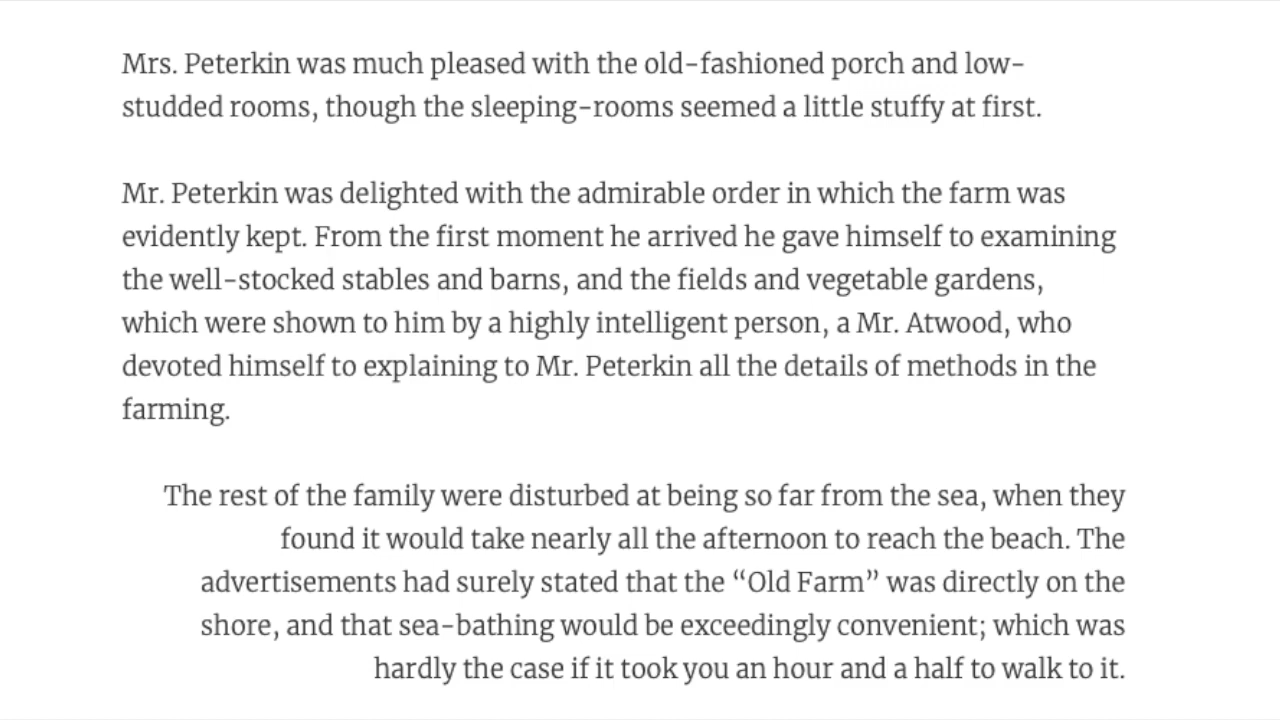 Mrs. Peterkin was much pleased with the old-fashioned porch and low-
studded rooms, though the sleeping-rooms seemed a little stuffy at first.
Mr. Peterkin was delighted with the admirable order in which the farm was
evidently kept. From the first moment he arrived he gave himself to examining
the well-stocked stables and barns, and the fields and vegetable gardens,
which were shown to him by a highly intelligent person, a Mr. Atwood, who
devoted himself to explaining to Mr. Peterkin all the details of methods in the
farming.
The rest of the family were disturbed at being so far from the sea, when they
found it would take nearly all the afternoon to reach the beach. The
advertisements had surely stated that the “Old Farm” was directly on the
shore, and that sea-bathing would be exceedingly convenient; which was
hardly the case if it took you an hour and a half to walk to it.